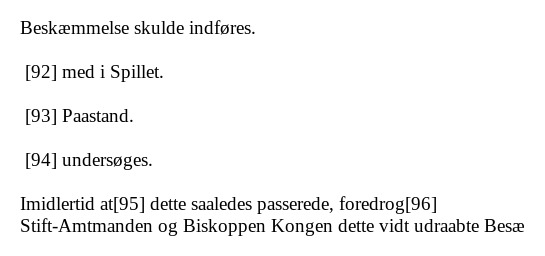 Beskæmmelse skulde indføres.
[92] med i Spillet.
[93] Paastand.
[94] undersøges.
Imidlertid at[95] dette saaledes passerede, foredrog[96]
Stift-Amtmanden og Biskoppen Kongen dette vidt udraabte Besæ